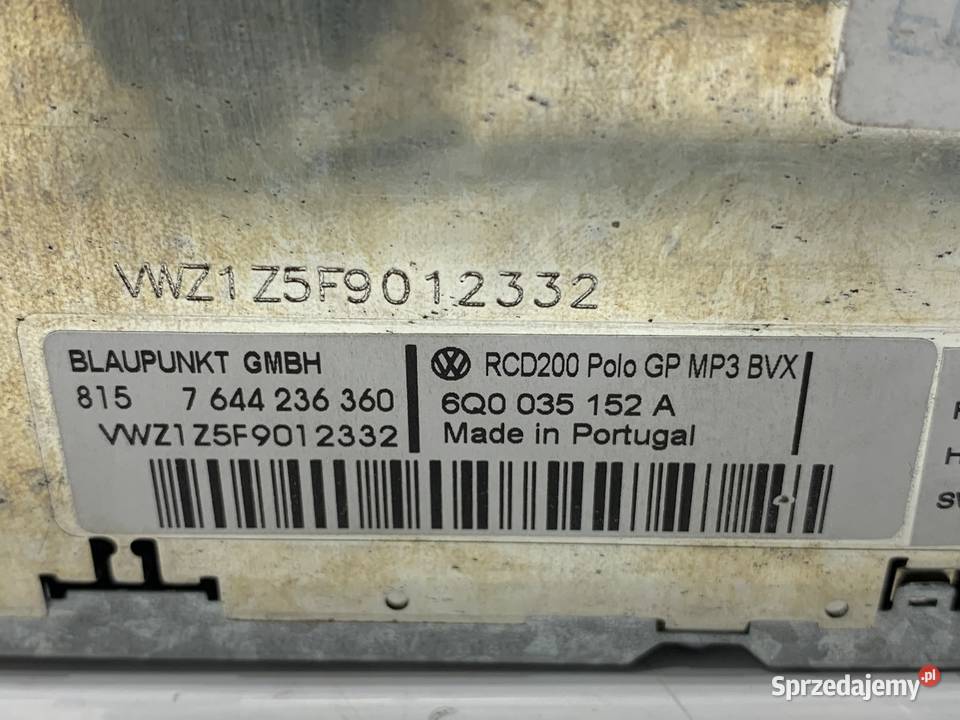 VWZ1Z5F9012332
BLAUPUNKT GMBH
815 7 644 236 360
VWZ1Z5F9012332
RCD200 Polo GP MP3 BVX
6Q0 035 152 A
Made in Portugal
Sprzedajemy.pl